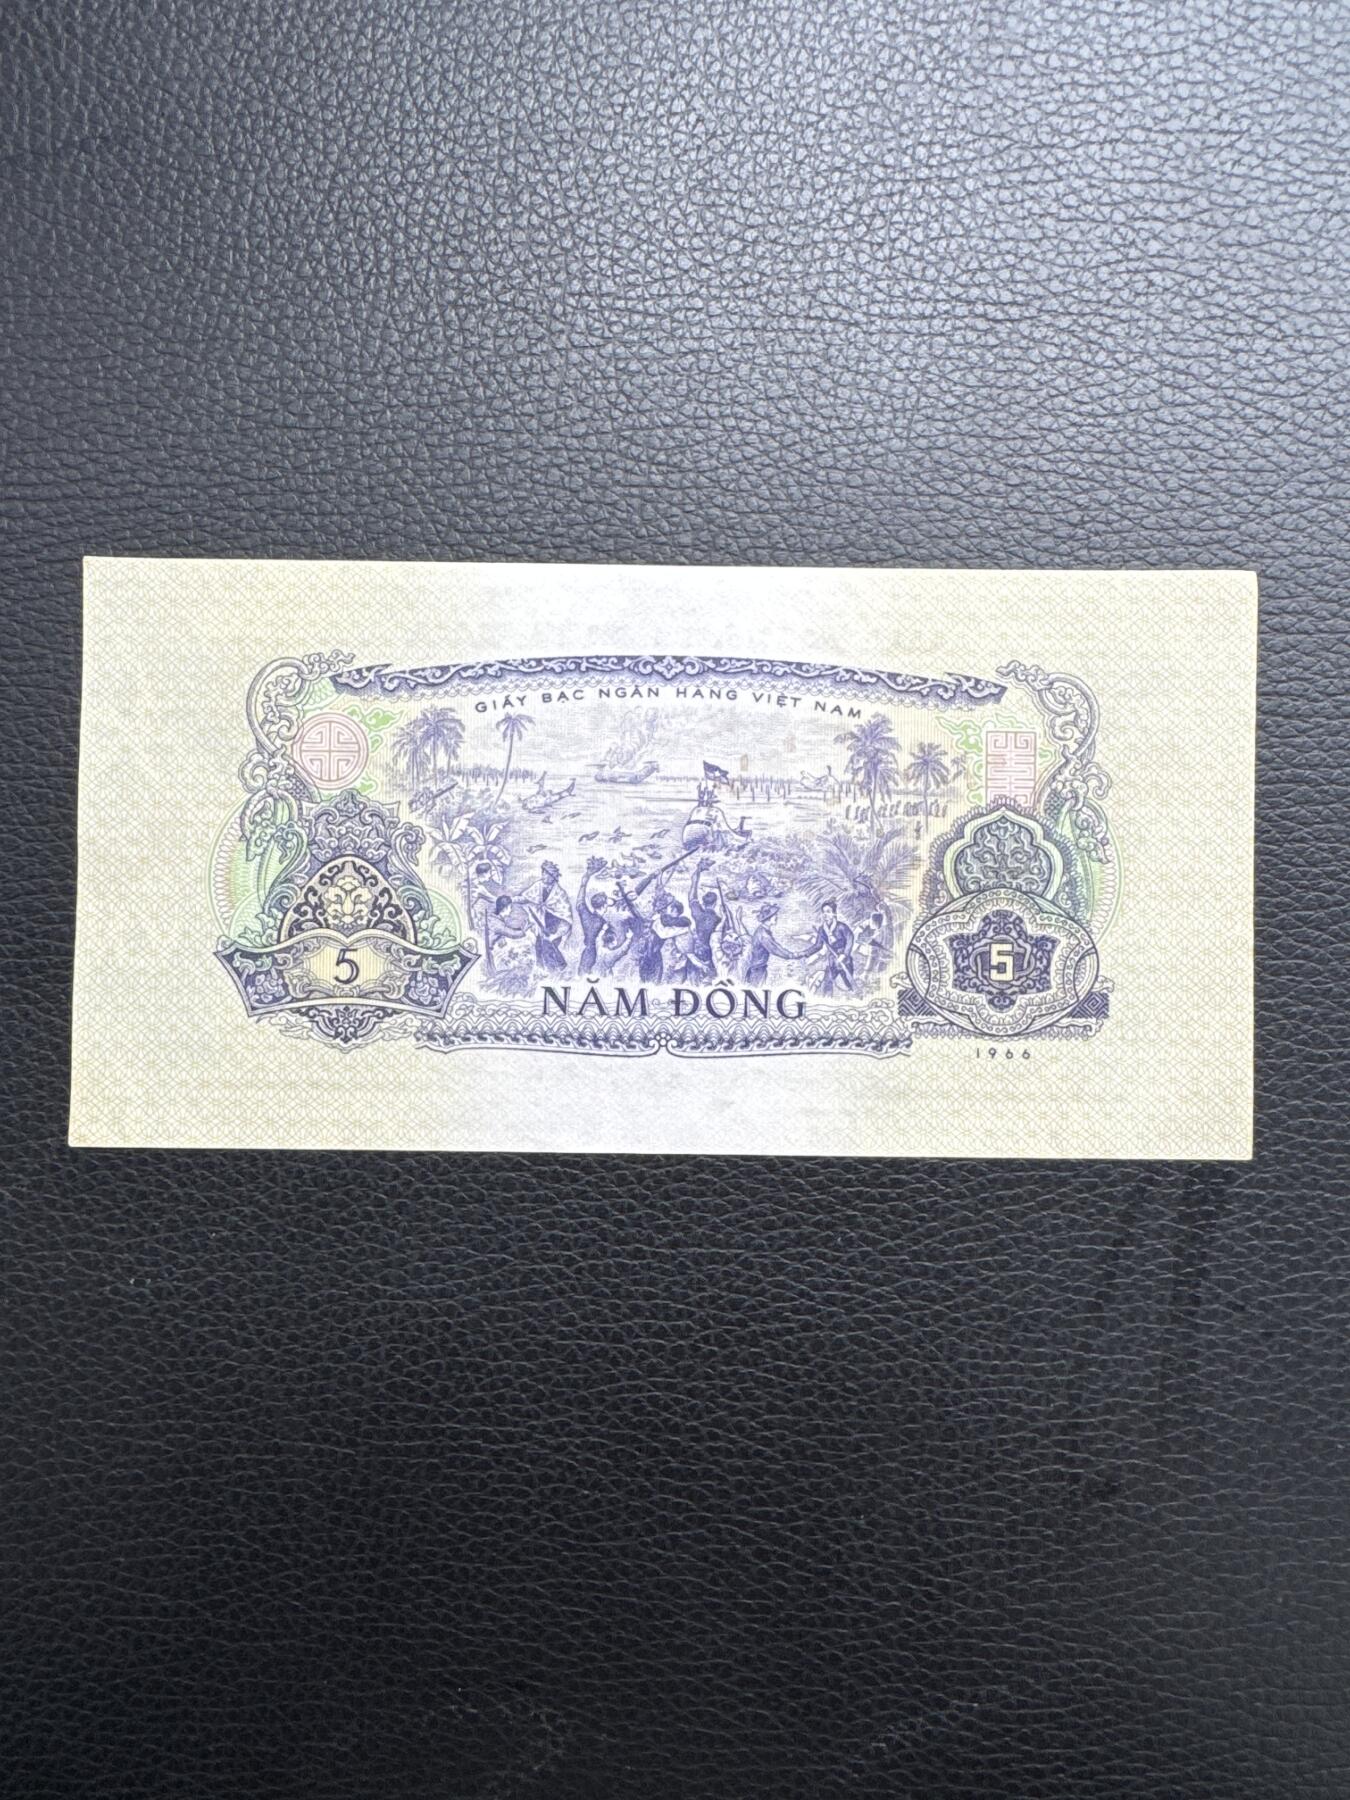 GIẤY BẠC NGÂN HÀNG VIỆT NAM
5
5
NĂM ĐỒNG
1966